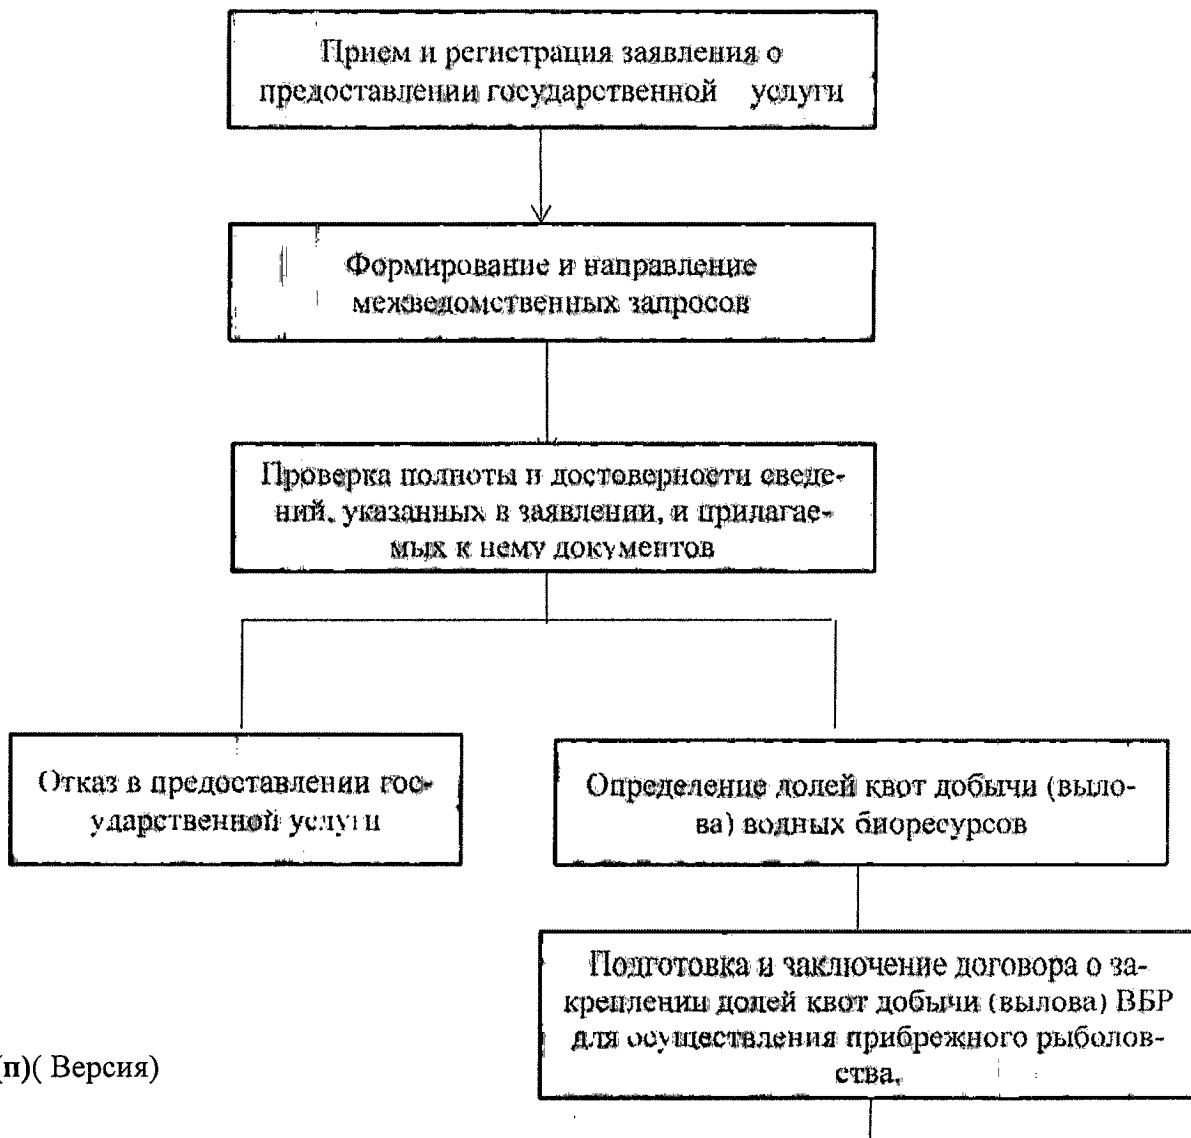 Прием и регистрация заявления о
предоставлении государственной услуги
Формирование и направление
межведомственных запросов
Проверка полноты и достоверности сведе-
ний, указанных в заявлении, и прилагае-
мых к нему документов
Отказ в предоставлении гос-
ударственной услуги
Определение долей квот добычи (выло-
ва) водных биоресурсов
Подготовка и заключение договора о за-
креплении долей квот добычи (вылова) ВБР
для осуществления прибрежного рыболов-
ства.
(п)( Версия)